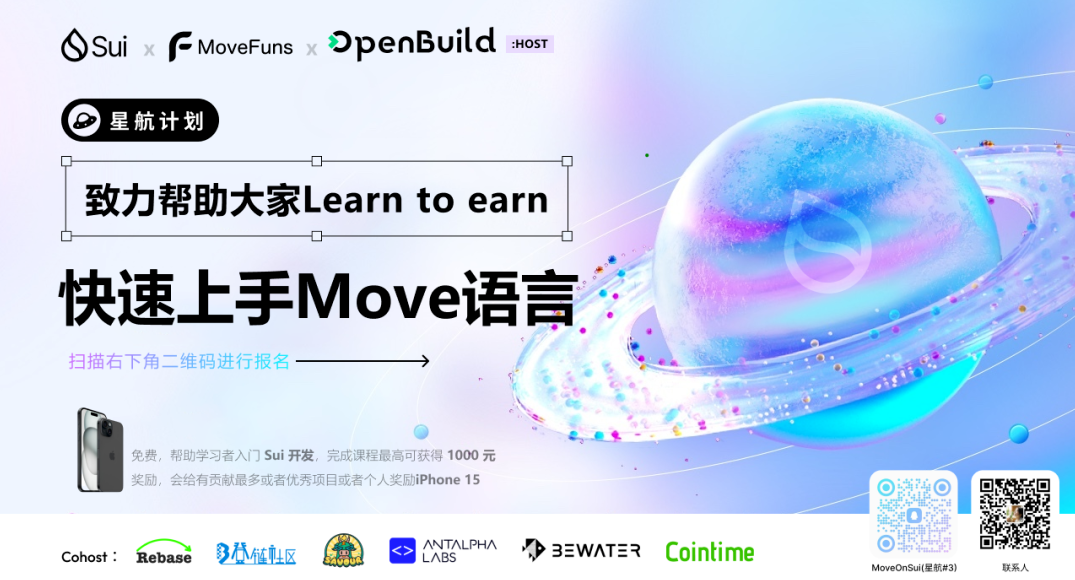 Sui x MoveFuns x OpenBuild :HOST
星航计划
致力帮助大家Learn to earn
快速上手Move语言
扫描右下角二维码进行报名
免费，帮助学习者入门 Sui 开发，完成课程最高可获得 1000 元
奖励，会给有贡献最多或者优秀项目或者个人奖励iPhone 15
Cohost： Rebase 登链社区 SAVOUR <> ANTALPHA LABS BEWATER Cointime
MoveOnSui(星航#3) 联系人